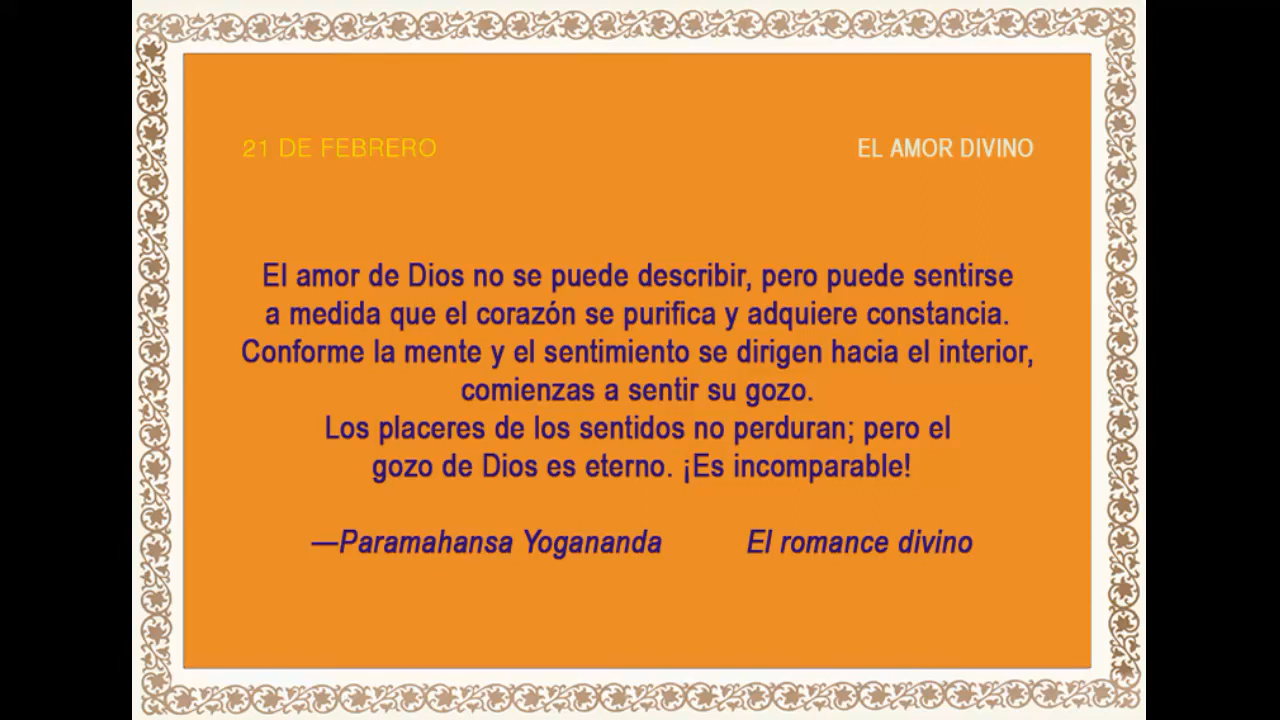 21 DE FEBRERO EL AMOR DIVINO
El amor de Dios no se puede describir, pero puede sentirse
a medida que el corazón se purifica y adquiere constancia.
Conforme la mente y el sentimiento se dirigen hacia el interior,
comienzas a sentir su gozo.
Los placeres de los sentidos no perduran; pero el
gozo de Dios es eterno. ¡Es incomparable!
—Paramahansa Yogananda El romance divino